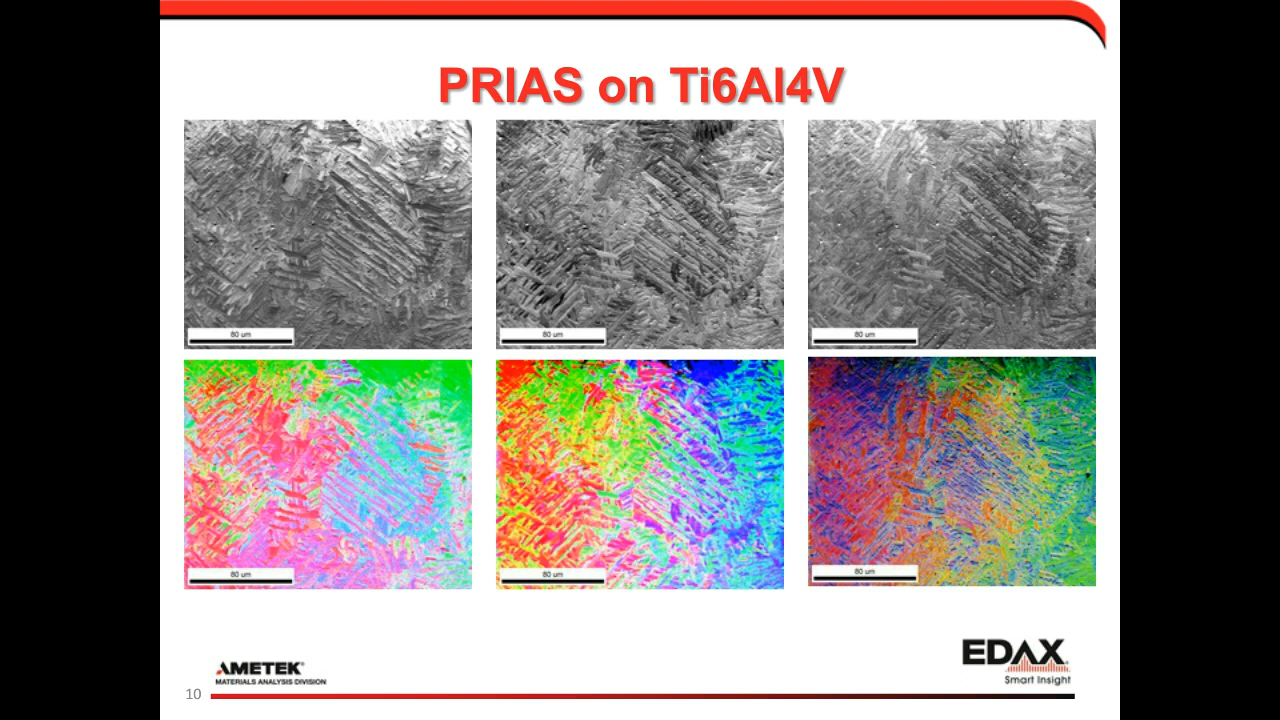 PRIAS on Ti6Al4V
80 um
80 um
80 um
80 um
80 um
80 um
AMETEK®
MATERIALS ANALYSIS DIVISION
EDAX
Smart Insight
10